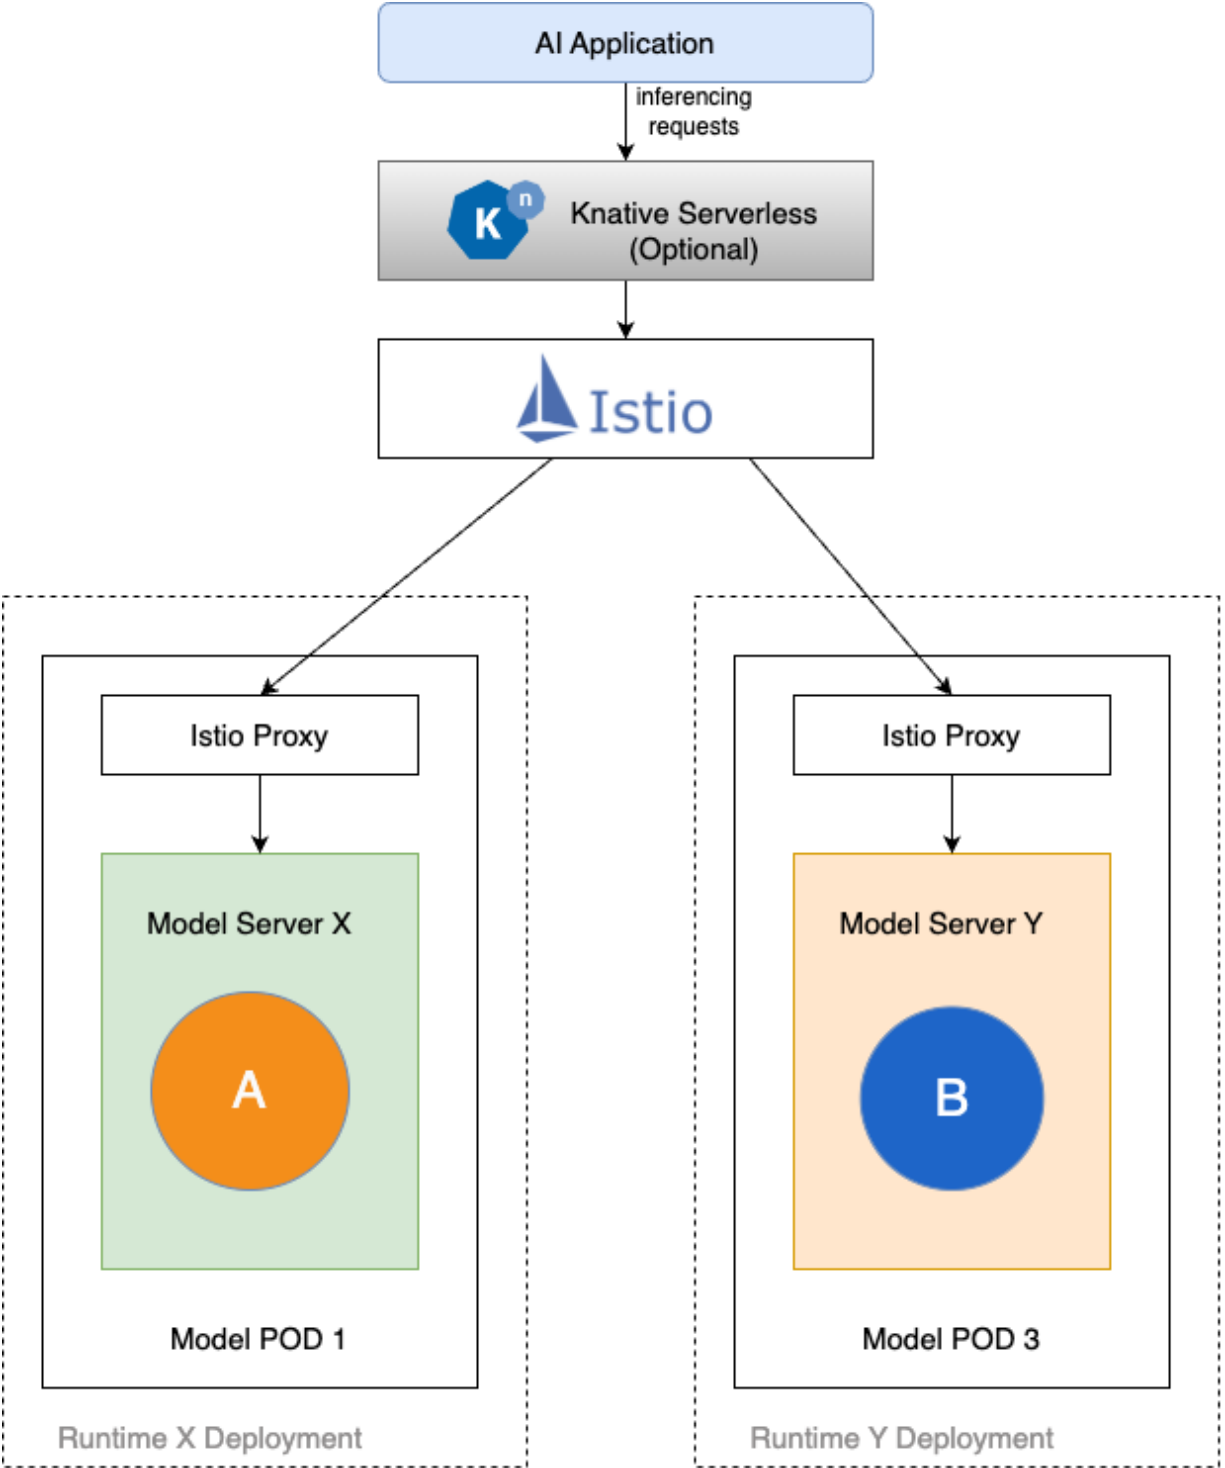 AI Application
inferencing
requests
K n
Knative Serverless
(Optional)
Istio
Istio Proxy
Model Server X
A
Model POD 1
Runtime X Deployment
Istio Proxy
Model Server Y
B
Model POD 3
Runtime Y Deployment